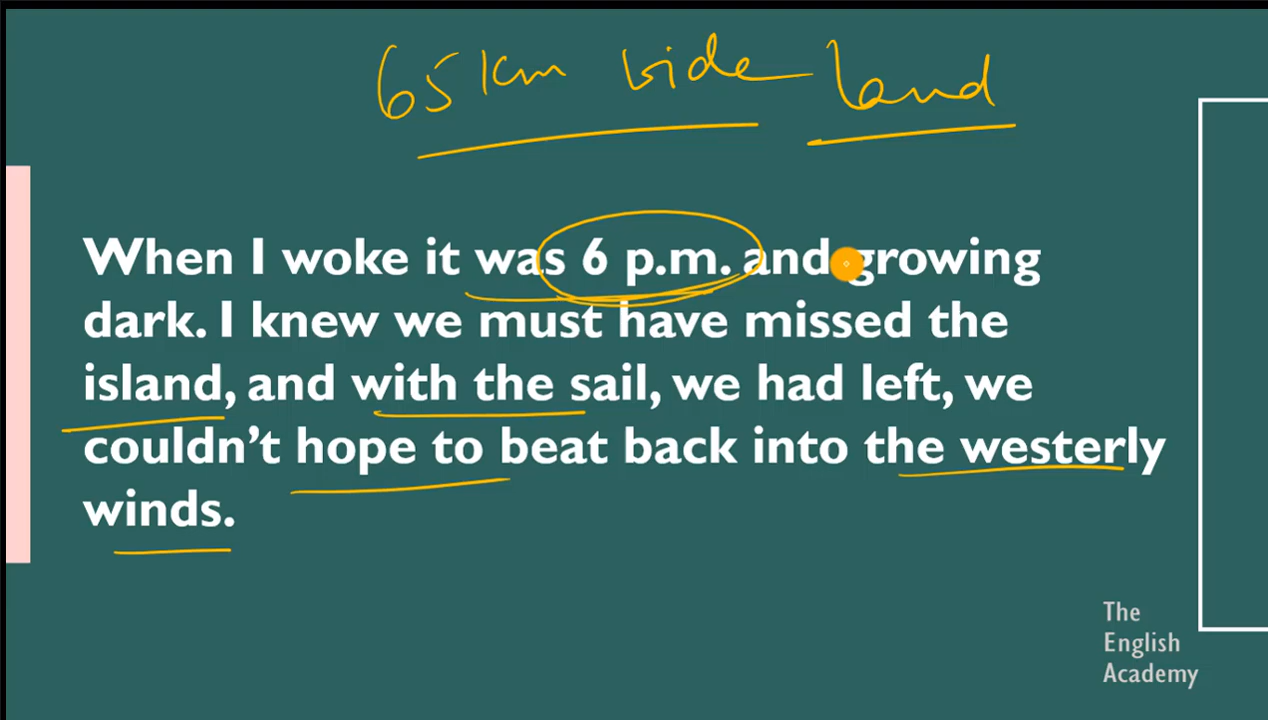 65 km wide land
When I woke it was 6 p.m. and growing
dark. I knew we must have missed the
island, and with the sail, we had left, we
couldn't hope to beat back into the westerly
winds.
The
English
Academy